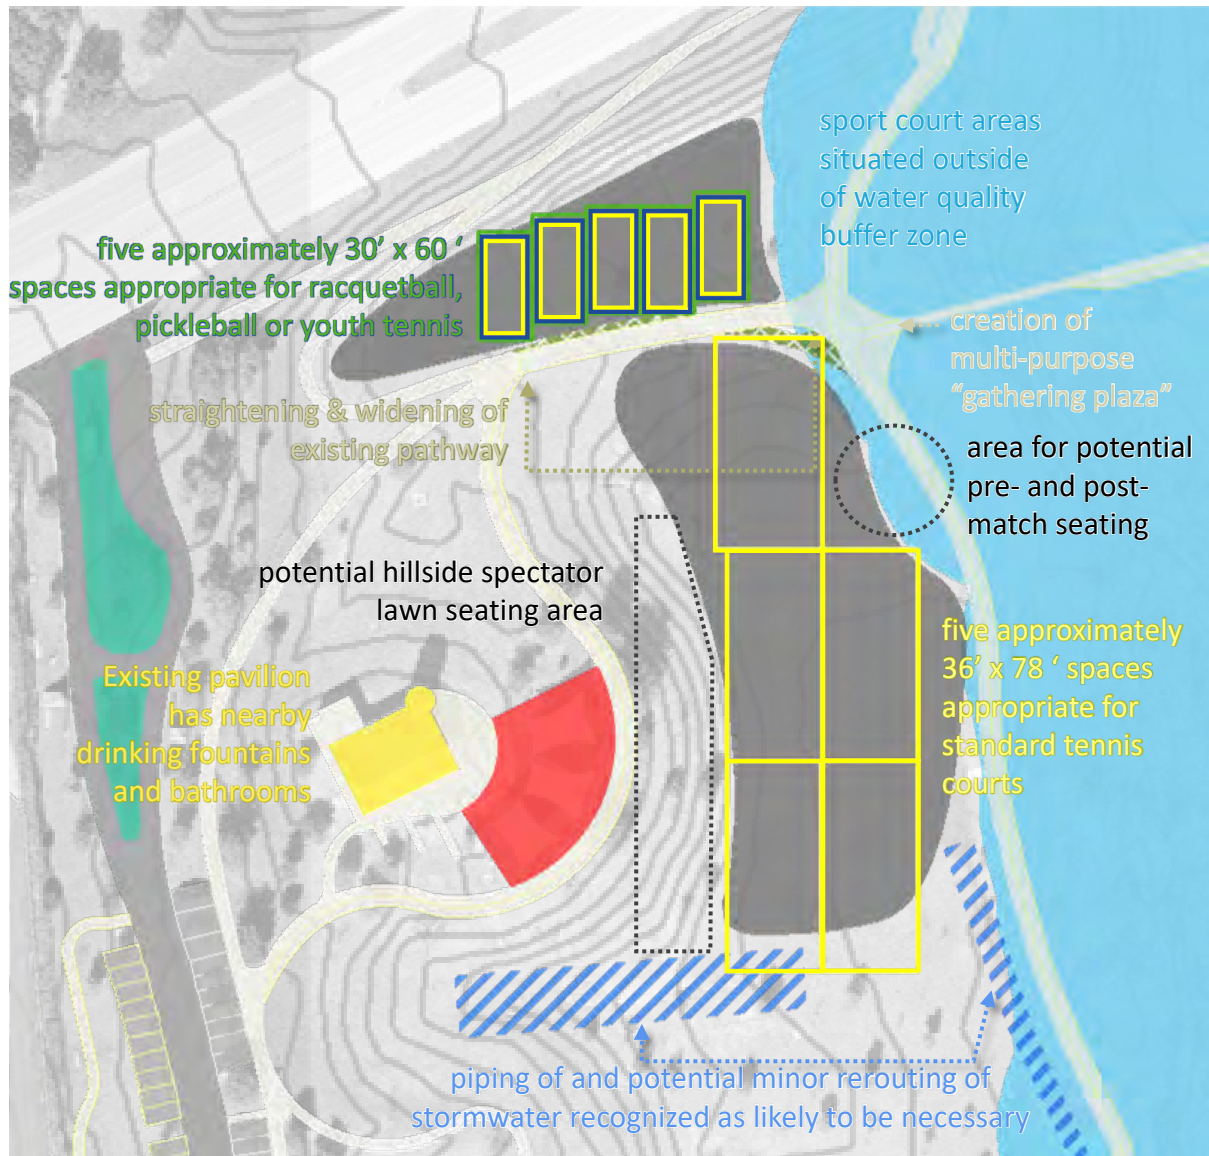 sport court areas
situated outside
of water quality
buffer zone
five approximately 30’ x 60 ‘
spaces appropriate for racquetball,
pickleball or youth tennis
creation of
multi-purpose
“gathering plaza”
straightening & widening of
existing pathway
area for potential
pre- and post-
match seating
potential hillside spectator
lawn seating area
five approximately
36’ x 78 ‘ spaces
appropriate for
standard tennis
courts
Existing pavilion
has nearby
drinking fountains
and bathrooms
piping of and potential minor rerouting of
stormwater recognized as likely to be necessary